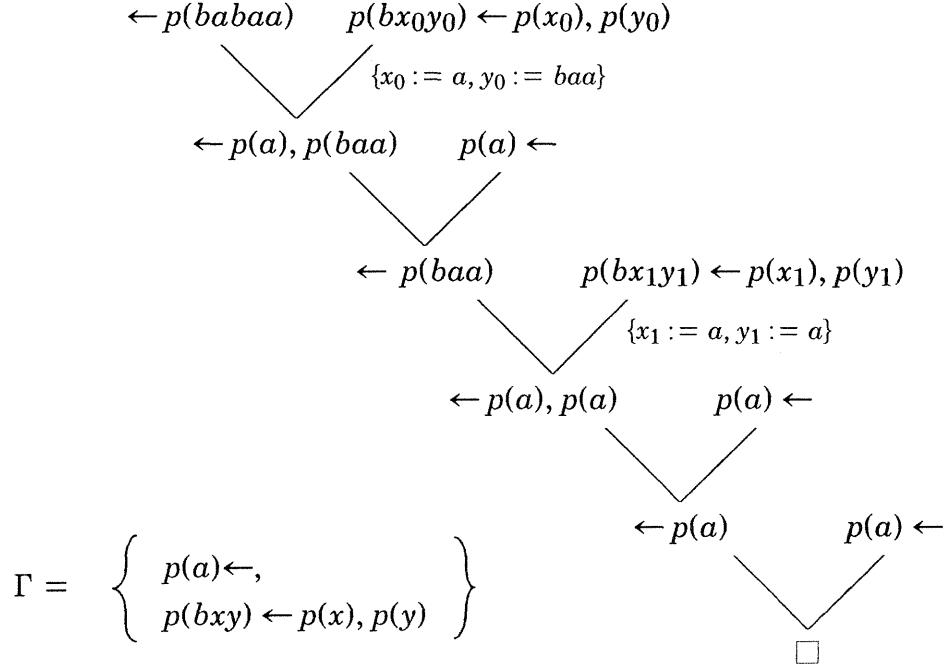 ← p(babaa) p(bx₀y₀) ← p(x₀), p(y₀)
{x₀ := a, y₀ := baa}
← p(a), p(baa) p(a) ←
← p(baa) p(bx₁y₁) ← p(x₁), p(y₁)
{x₁ := a, y₁ := a}
← p(a), p(a) p(a) ←
← p(a) p(a) ←
Γ = { p(a)←,
p(bxy) ← p(x), p(y) }
□